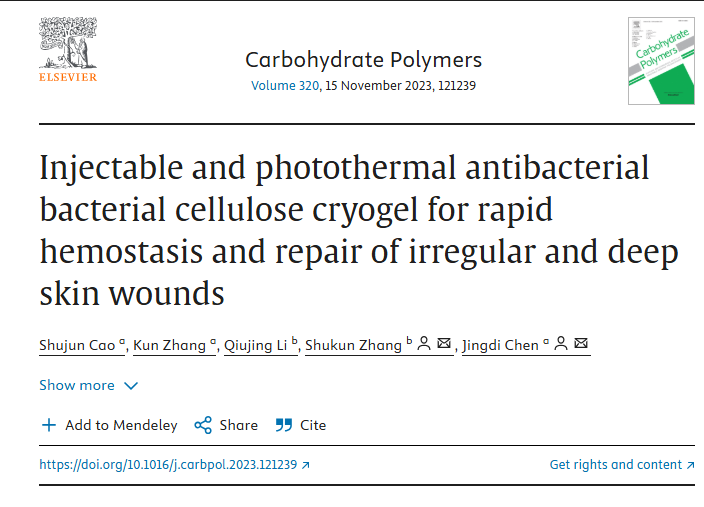 ELSEVIER
Carbohydrate Polymers
Volume 320, 15 November 2023, 121239
Carbohydrate
Polymers
Injectable and photothermal antibacterial
bacterial cellulose cryogel for rapid
hemostasis and repair of irregular and deep
skin wounds
Shujun Cao a, Kun Zhang a, Qiujing Li b, Shukun Zhang b, Jingdi Chen a
Show more
Add to Mendeley Share Cite
https://doi.org/10.1016/j.carbpol.2023.121239 Get rights and content